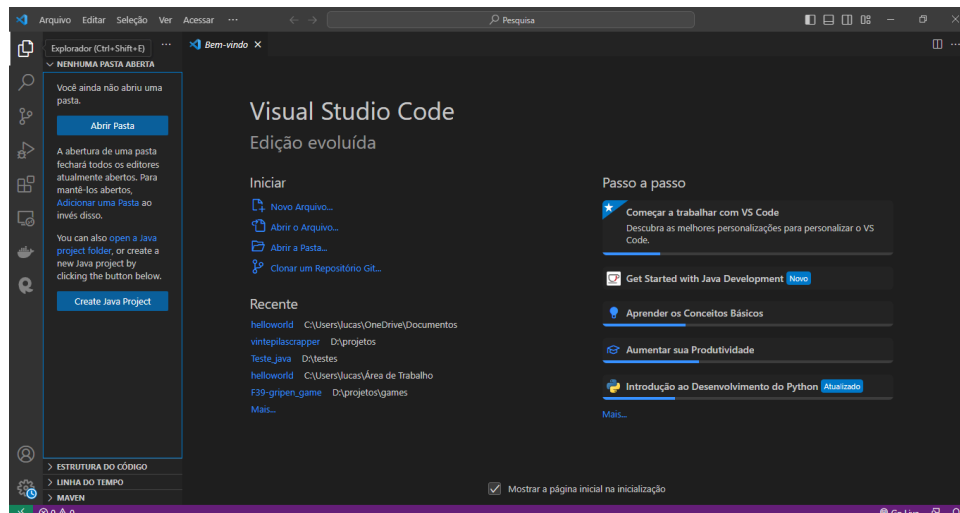 Arquivo Editar Seleção Ver Acessar ···
Pesquisa
Explorador (Ctrl+Shift+E) ···
Bem-vindo
NENHUMA PASTA ABERTA
Você ainda não abriu uma
pasta.
Abrir Pasta
A abertura de uma pasta
fechará todos os editores
atualmente abertos. Para
mantê-los abertos,
Adicionar uma Pasta ao
invés disso.
You can also open a Java
project folder, or create a
new Java project by
clicking the button below.
Create Java Project
ESTRUTURA DO CÓDIGO
LINHA DO TEMPO
MAVEN
Visual Studio Code
Edição evoluída
Iniciar
Novo Arquivo...
Abrir o Arquivo...
Abrir a Pasta...
Clonar um Repositório Git...
Recente
helloworld C:\Users\lucas\OneDrive\Documentos
vintepilascrapper D:\projetos
Teste_java D:\testes
helloworld C:\Users\lucas\Área de Trabalho
F39-gripen_game D:\projetos\games
Mais...
Passo a passo
Começar a trabalhar com VS Code
Descubra as melhores personalizações para personalizar o VS
Code.
Get Started with Java Development Novo
Aprender os Conceitos Básicos
Aumentar sua Produtividade
Introdução ao Desenvolvimento do Python Atualizado
Mais...
Mostrar a página inicial na inicialização
0 0
Go Live